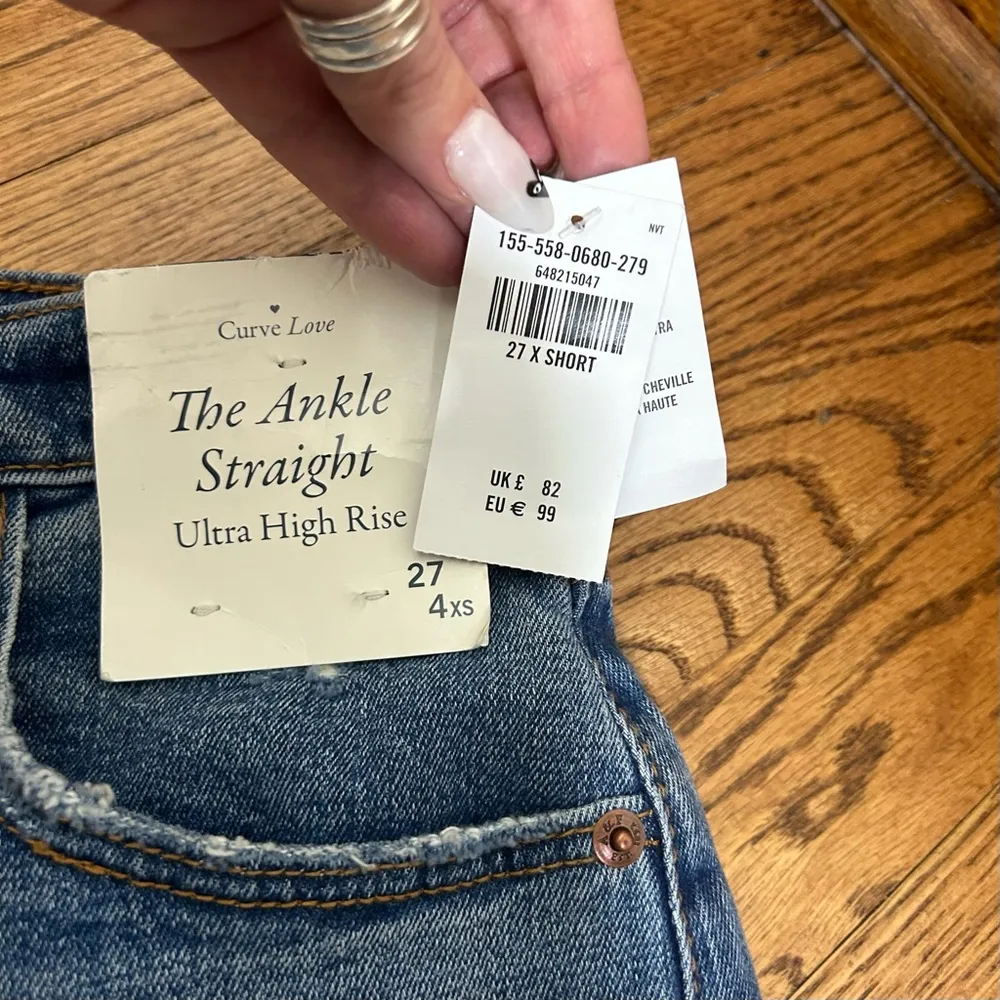 Curve Love
The Ankle
Straight
Ultra High Rise
27
4XS
NVT
155-558-0680-279
648215047
27 X SHORT
UK £ 82
EU € 99
CHEVILLE
HAUTE